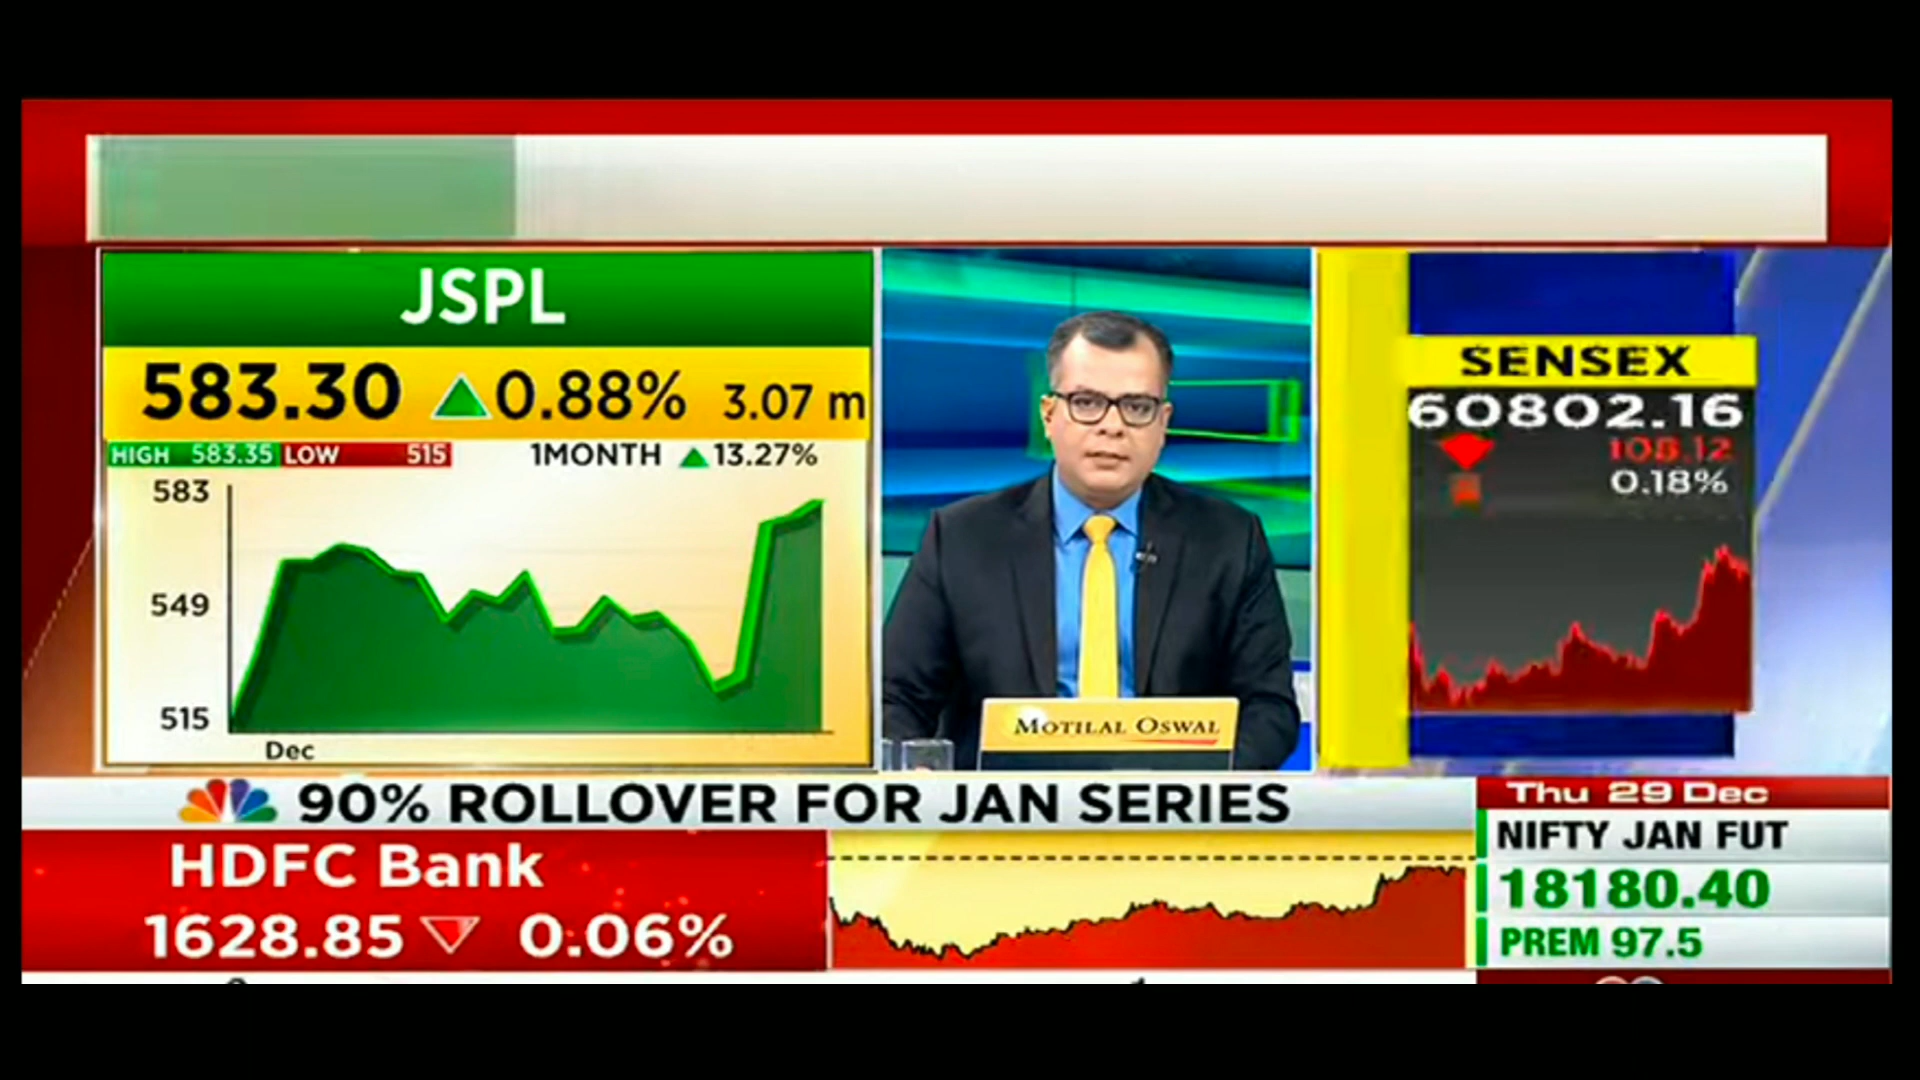 JSPL
583.30 ▲0.88% 3.07 m
HIGH 583.35 LOW 515 1MONTH ▲13.27%
583
549
515
Dec
MOTILAL OSWAL
SENSEX
60802.16
108.12
0.18%
90% ROLLOVER FOR JAN SERIES
Thu 29 Dec
HDFC Bank
1628.85 ▽ 0.06%
NIFTY JAN FUT
18180.40
PREM 97.5